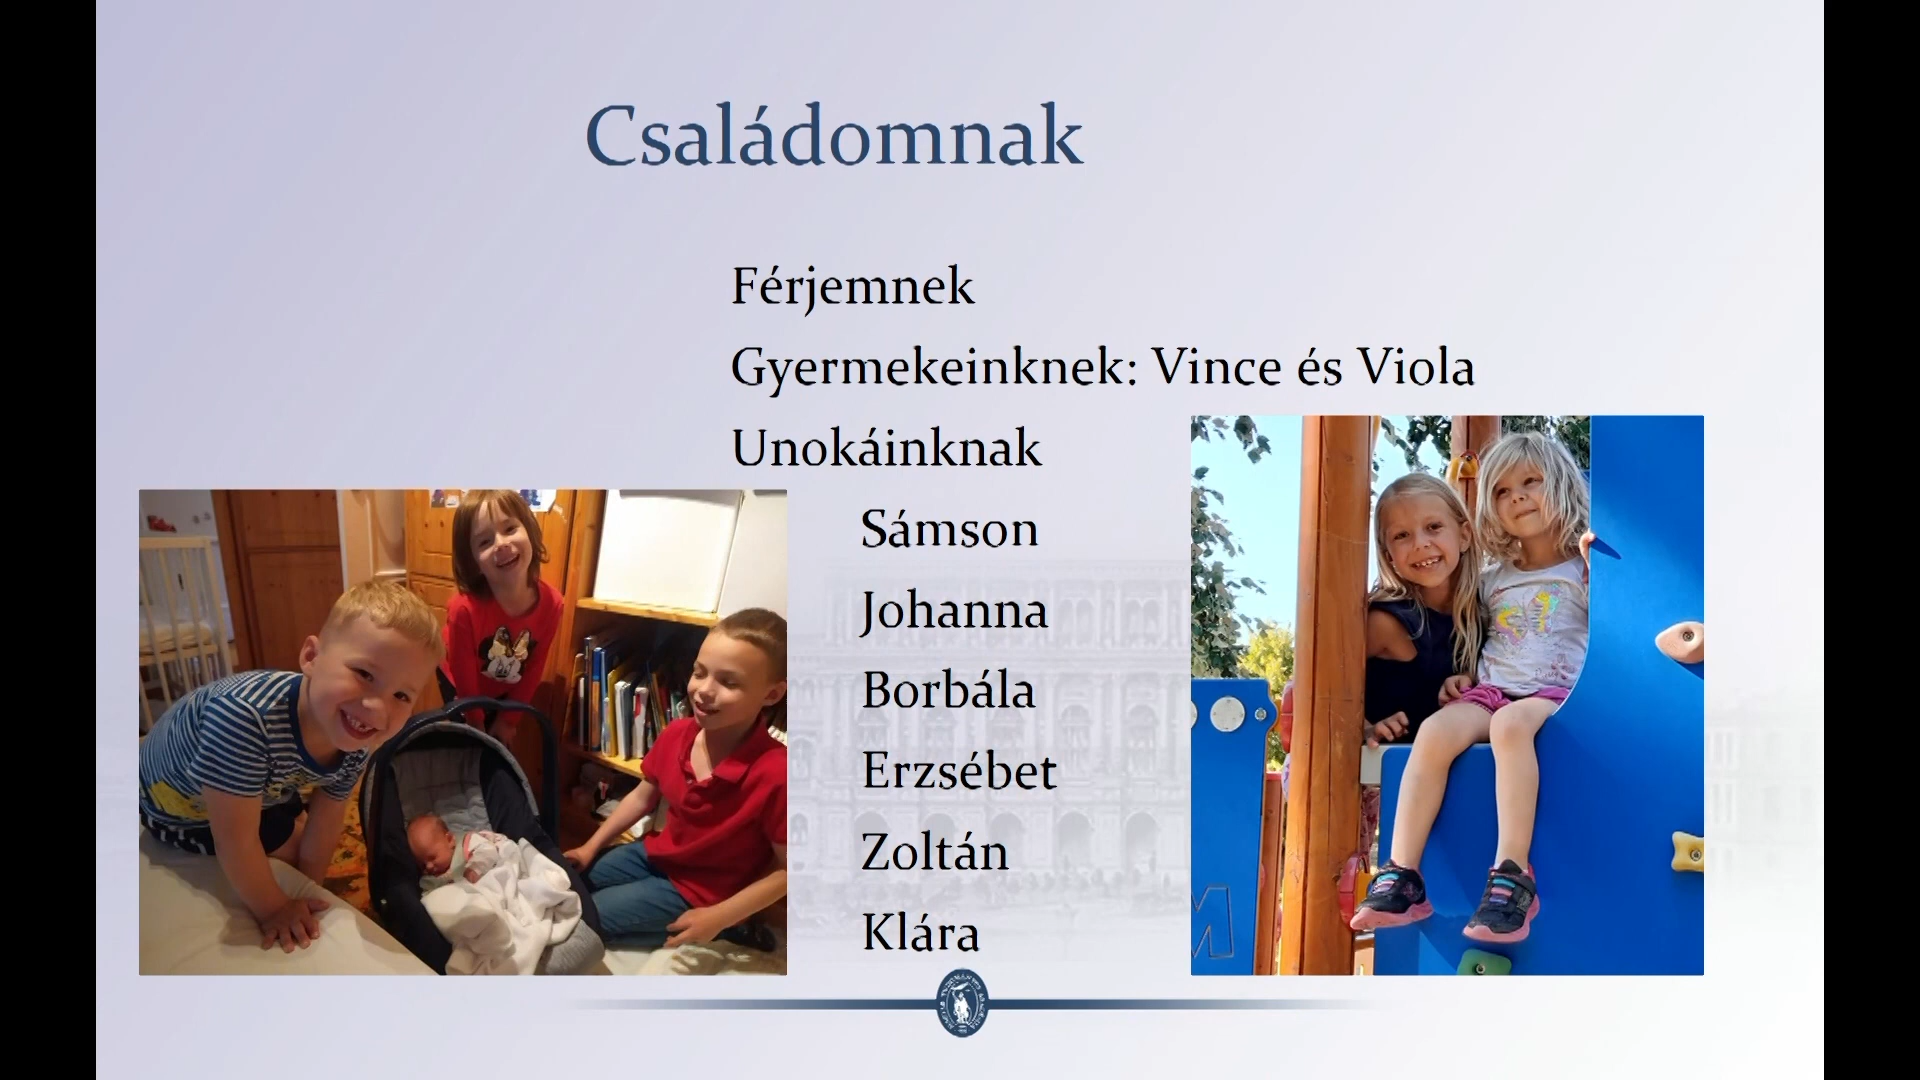 Családomnak
Férjemnek
Gyermekeinknek: Vince és Viola
Unokáinknak
Sámson
Johanna
Borbála
Erzsébet
Zoltán
Klára